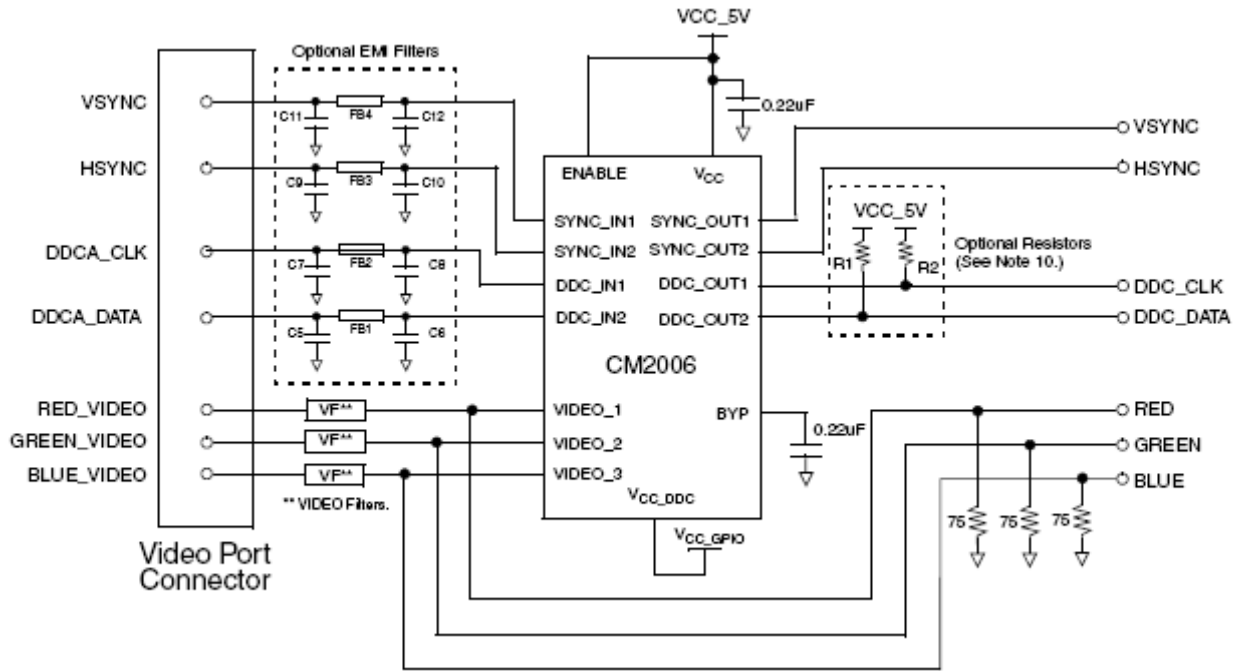 VCC_5V
Optional EMI Filters
VSYNC
C11
FB4
C12
0.22uF
VSYNC
HSYNC
C9
FB3
C10
ENABLE
VCC
HSYNC
SYNC_IN1
SYNC_OUT1
VCC_5V
SYNC_IN2
SYNC_OUT2
R1
R2
Optional Resistors
(See Note 10.)
DDCA_CLK
C7
FB2
C8
DDC_IN1
DDC_OUT1
DDC_CLK
DDCA_DATA
C5
FB1
C6
DDC_IN2
DDC_OUT2
DDC_DATA
CM2006
RED_VIDEO
VF**
VIDEO_1
BYP
RED
GREEN_VIDEO
VF**
VIDEO_2
0.22uF
GREEN
BLUE_VIDEO
VF**
VIDEO_3
BLUE
** VIDEO Filters.
VCC_DDC
75
75
75
VCC_GPIO
Video Port
Connector